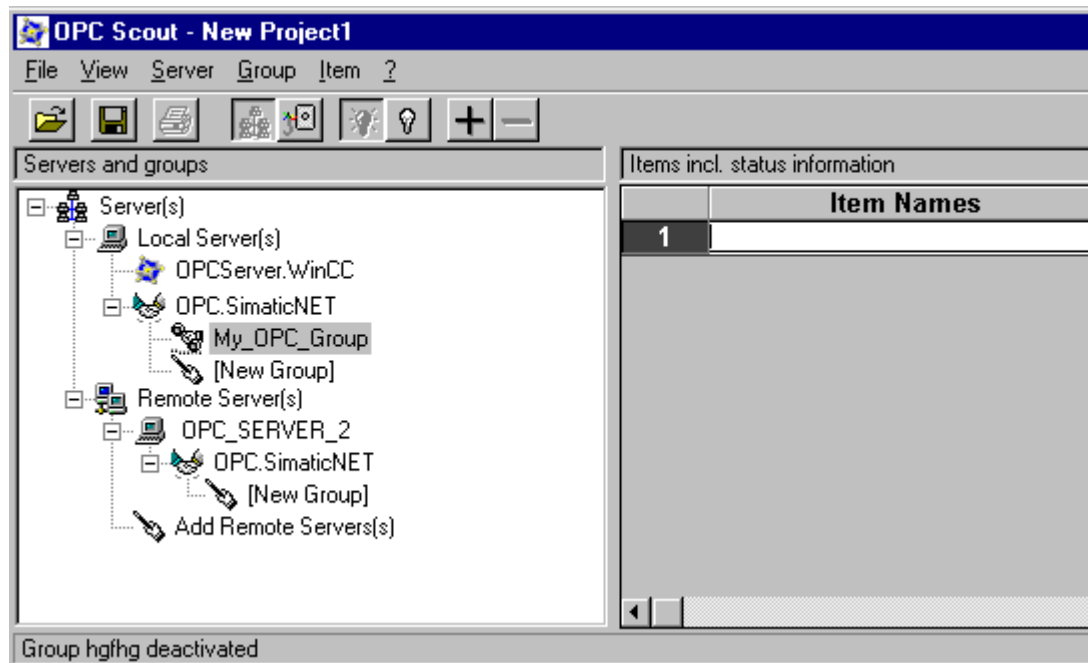 OPC Scout - New Project1
File View Server Group Item ?
Servers and groups
Items incl. status information
Server(s)
Local Server(s)
OPCServer.WinCC
OPC.SimaticNET
My_OPC_Group
[New Group]
Remote Server(s)
OPC_SERVER_2
OPC.SimaticNET
[New Group]
Add Remote Servers(s)
Item Names
1
Group hgfhg deactivated